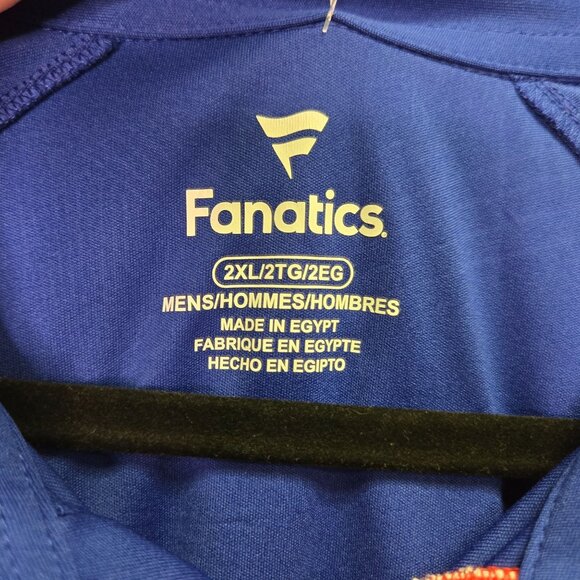 Fanatics.
2XL/2TG/2EG
MENS/HOMMES/HOMBRES
MADE IN EGYPT
FABRIQUE EN EGYPTE
HECHO EN EGIPTO